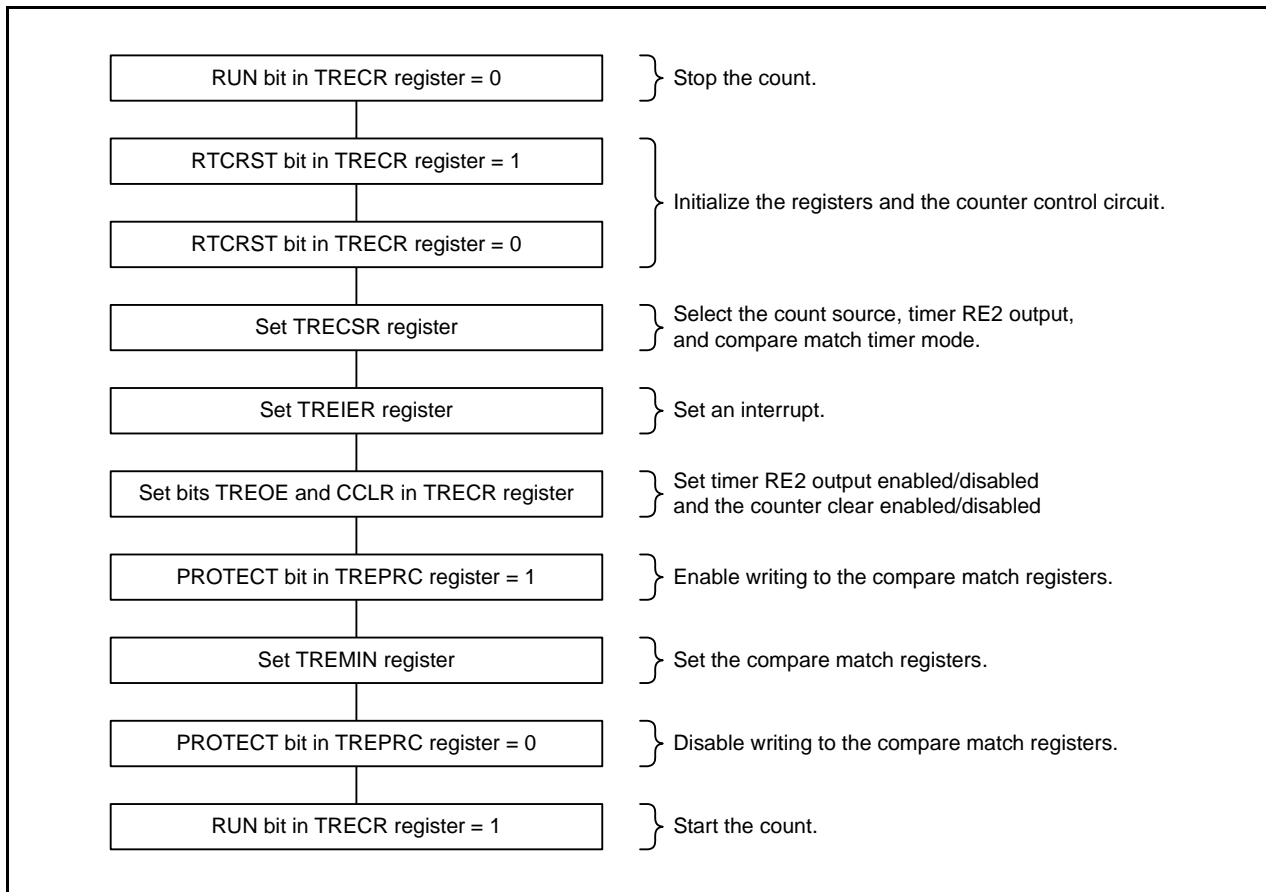 RUN bit in TRECR register = 0
Stop the count.
RTCRST bit in TRECR register = 1
Initialize the registers and the counter control circuit.
RTCRST bit in TRECR register = 0
Set TRECSR register
Select the count source, timer RE2 output,
and compare match timer mode.
Set TREIER register
Set an interrupt.
Set bits TREOE and CCLR in TRECR register
Set timer RE2 output enabled/disabled
and the counter clear enabled/disabled
PROTECT bit in TREPRC register = 1
Enable writing to the compare match registers.
Set TREMIN register
Set the compare match registers.
PROTECT bit in TREPRC register = 0
Disable writing to the compare match registers.
RUN bit in TRECR register = 1
Start the count.